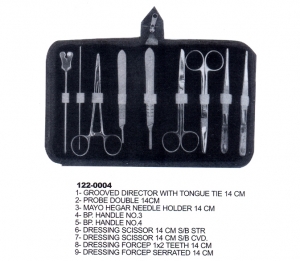 122-0004
1- GROOVED DIRECTOR WITH TONGUE TIE 14 CM
2- PROBE DOUBLE 14CM
3- MAYO HEGAR NEEDLE HOLDER 14 CM
4- BP. HANDLE NO.3
5- BP. HANDLE NO.4
6- DRESSING SCISSOR 14 CM S/B STR
7- DRESSING SCISSOR 14 CM S/B CVD.
8- DRESSING FORCEP 1x2 TEETH 14 CM
9- DRESSING FORCEP SERRATED 14 CM